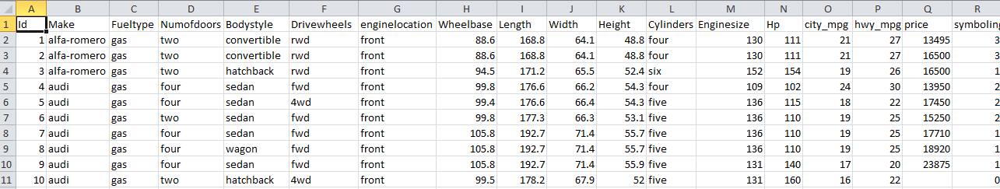 A B C D E F G H I J K L M N O P Q R
1 Id Make Fueltype Numofdoors Bodystyle Drivewheels enginelocation Wheelbase Length Width Height Cylinders Enginesize Hp city_mpg hwy_mpg price symboling
2 1 alfa-romero gas two convertible rwd front 88.6 168.8 64.1 48.8 four 130 111 21 27 13495 3
3 2 alfa-romero gas two convertible rwd front 88.6 168.8 64.1 48.8 four 130 111 21 27 16500 3
4 3 alfa-romero gas two hatchback rwd front 94.5 171.2 65.5 52.4 six 152 154 19 26 16500 1
5 4 audi gas four sedan fwd front 99.8 176.6 66.2 54.3 four 109 102 24 30 13950 2
6 5 audi gas four sedan 4wd front 99.4 176.6 66.4 54.3 five 136 115 18 22 17450 2
7 6 audi gas two sedan fwd front 99.8 177.3 66.3 53.1 five 136 110 19 25 15250 2
8 7 audi gas four sedan fwd front 105.8 192.7 71.4 55.7 five 136 110 19 25 17710 1
9 8 audi gas four wagon fwd front 105.8 192.7 71.4 55.7 five 136 110 19 25 18920 1
10 9 audi gas four sedan fwd front 105.8 192.7 71.4 55.9 five 131 140 17 20 23875 1
11 10 audi gas two hatchback 4wd front 99.5 178.2 67.9 52 five 131 160 16 22 0